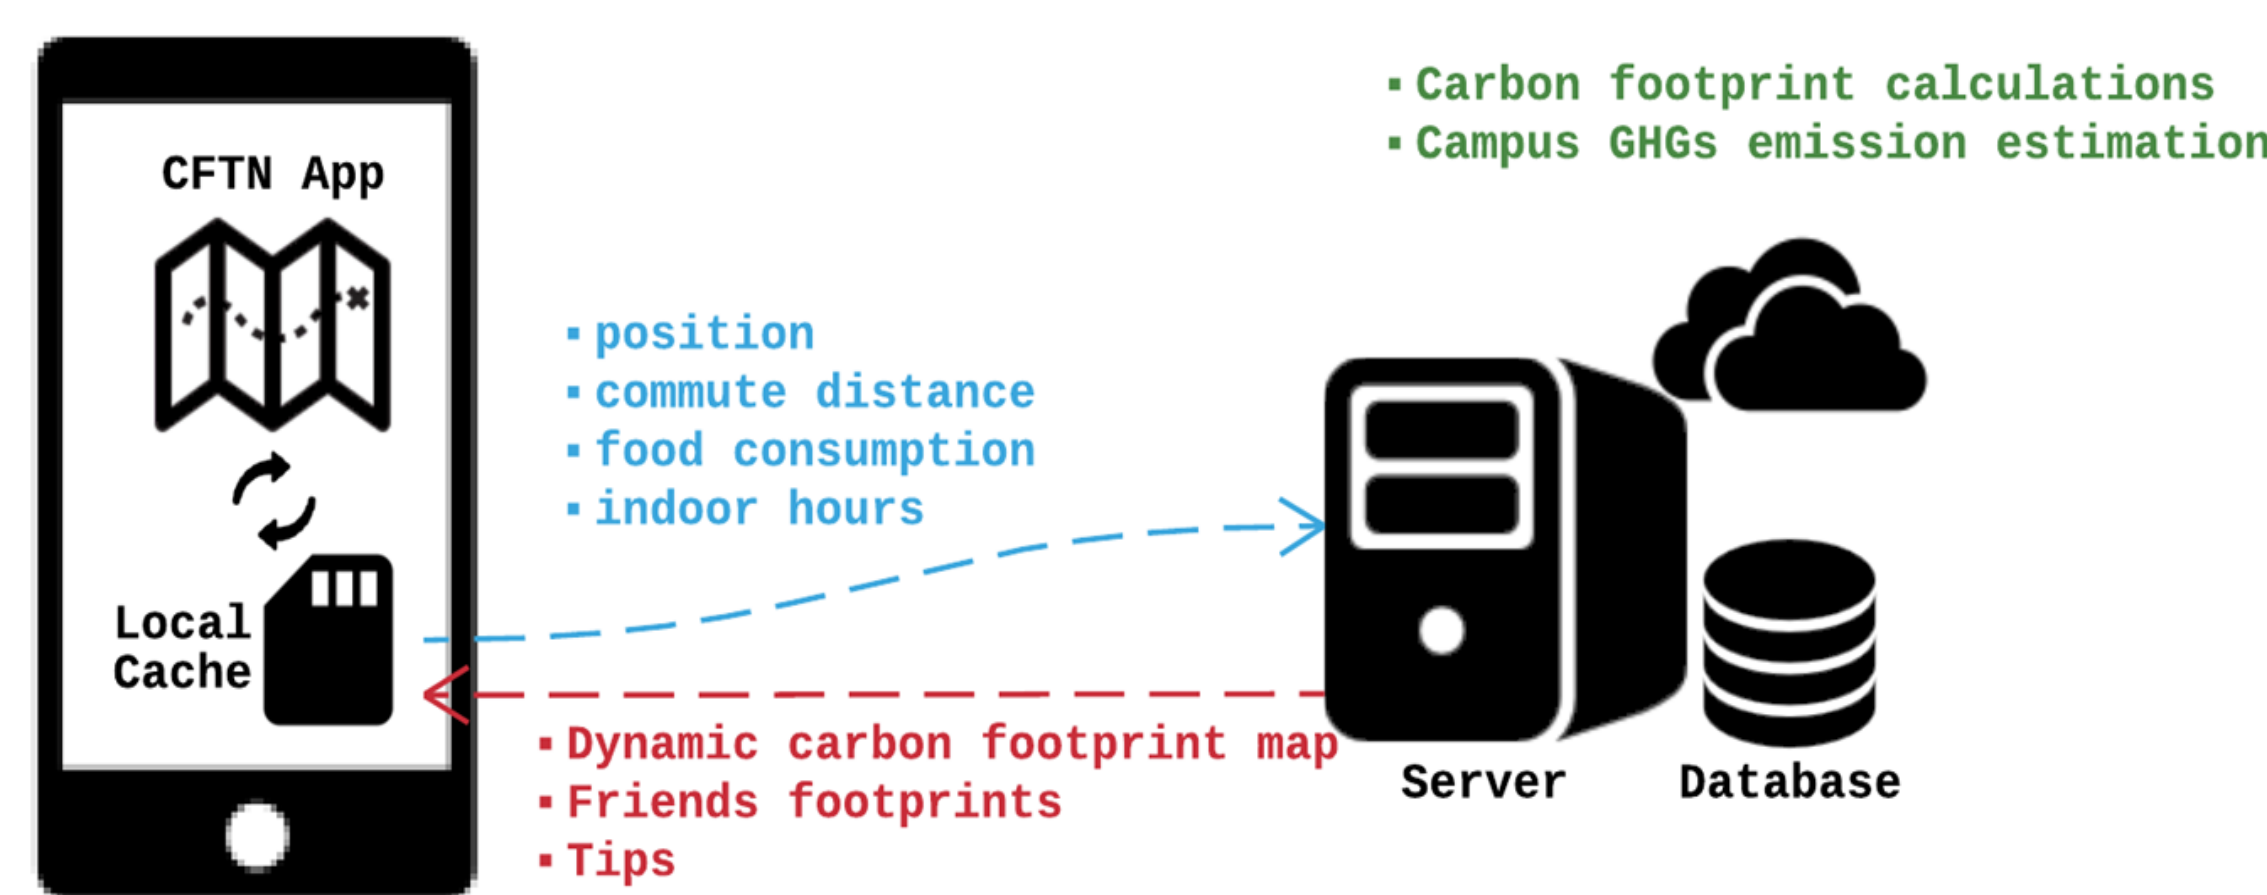 CFTN App
Local
Cache
▪ position
▪ commute distance
▪ food consumption
▪ indoor hours
▪ Dynamic carbon footprint map
▪ Friends footprints
▪ Tips
▪ Carbon footprint calculations
▪ Campus GHGs emission estimation
Server
Database